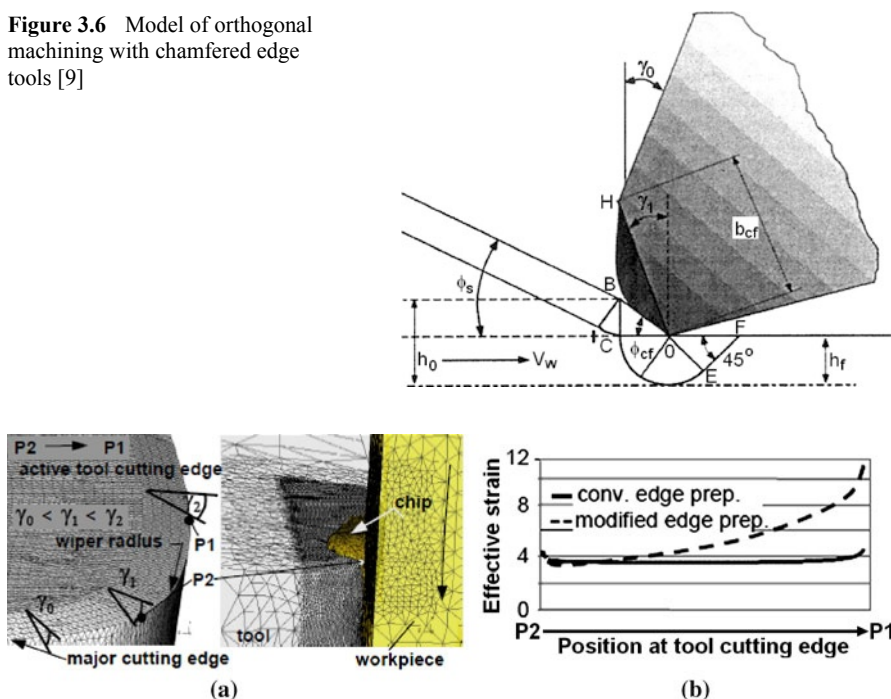 Figure 3.6 Model of orthogonal
machining with chamfered edge
tools [9]
γ0
H
γ1
bcf
ϕs
B
C
ϕcf
0
F
45°
E
h0
Vw
hf
P2 P1
active tool cutting edge
γ0 < γ1 < γ2
γ2
wiper radius
P1
P2
γ1
γ0
major cutting edge
chip
tool
workpiece
(a)
Effective strain
12
8
4
0
conv. edge prep.
modified edge prep.
P2
P1
Position at tool cutting edge
(b)